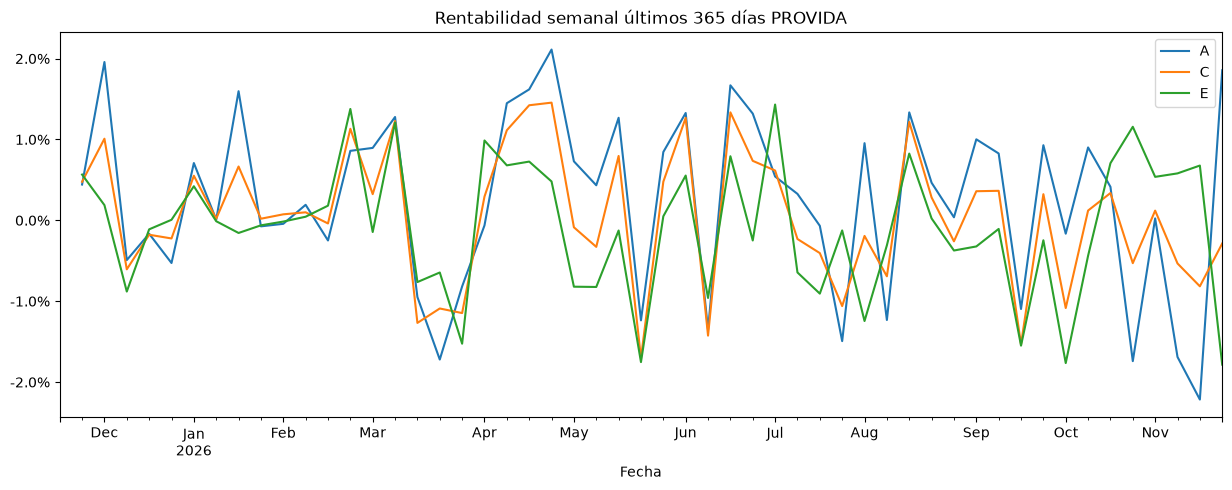 Rentabilidad semanal últimos 365 días PROVIDA
A
C
E
2.0%
1.0%
0.0%
-1.0%
-2.0%
Dec Jan Feb Mar Apr May Jun Jul Aug Sep Oct Nov
2026
Fecha